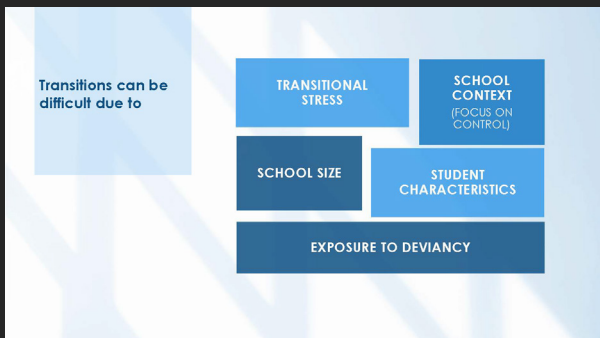 Transitions can be
difficult due to
TRANSITIONAL
STRESS
SCHOOL
CONTEXT
(FOCUS ON
CONTROL)
SCHOOL SIZE
STUDENT
CHARACTERISTICS
EXPOSURE TO DEVIANCY